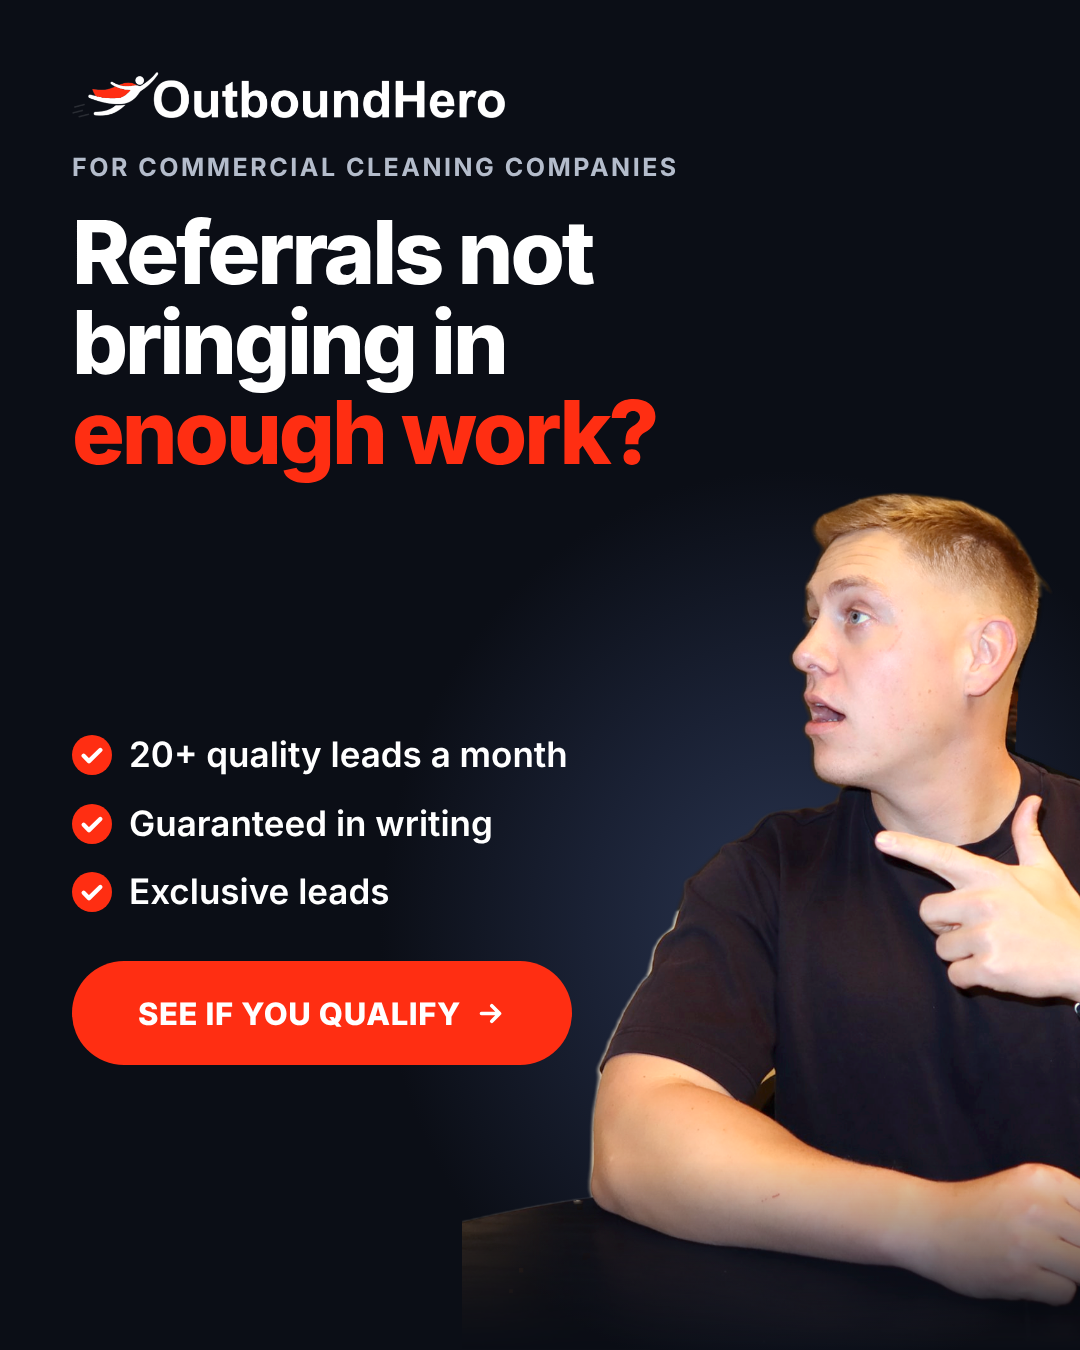 OutboundHero
FOR COMMERCIAL CLEANING COMPANIES
Referrals not
bringing in
enough work?
20+ quality leads a month
Guaranteed in writing
Exclusive leads
SEE IF YOU QUALIFY →